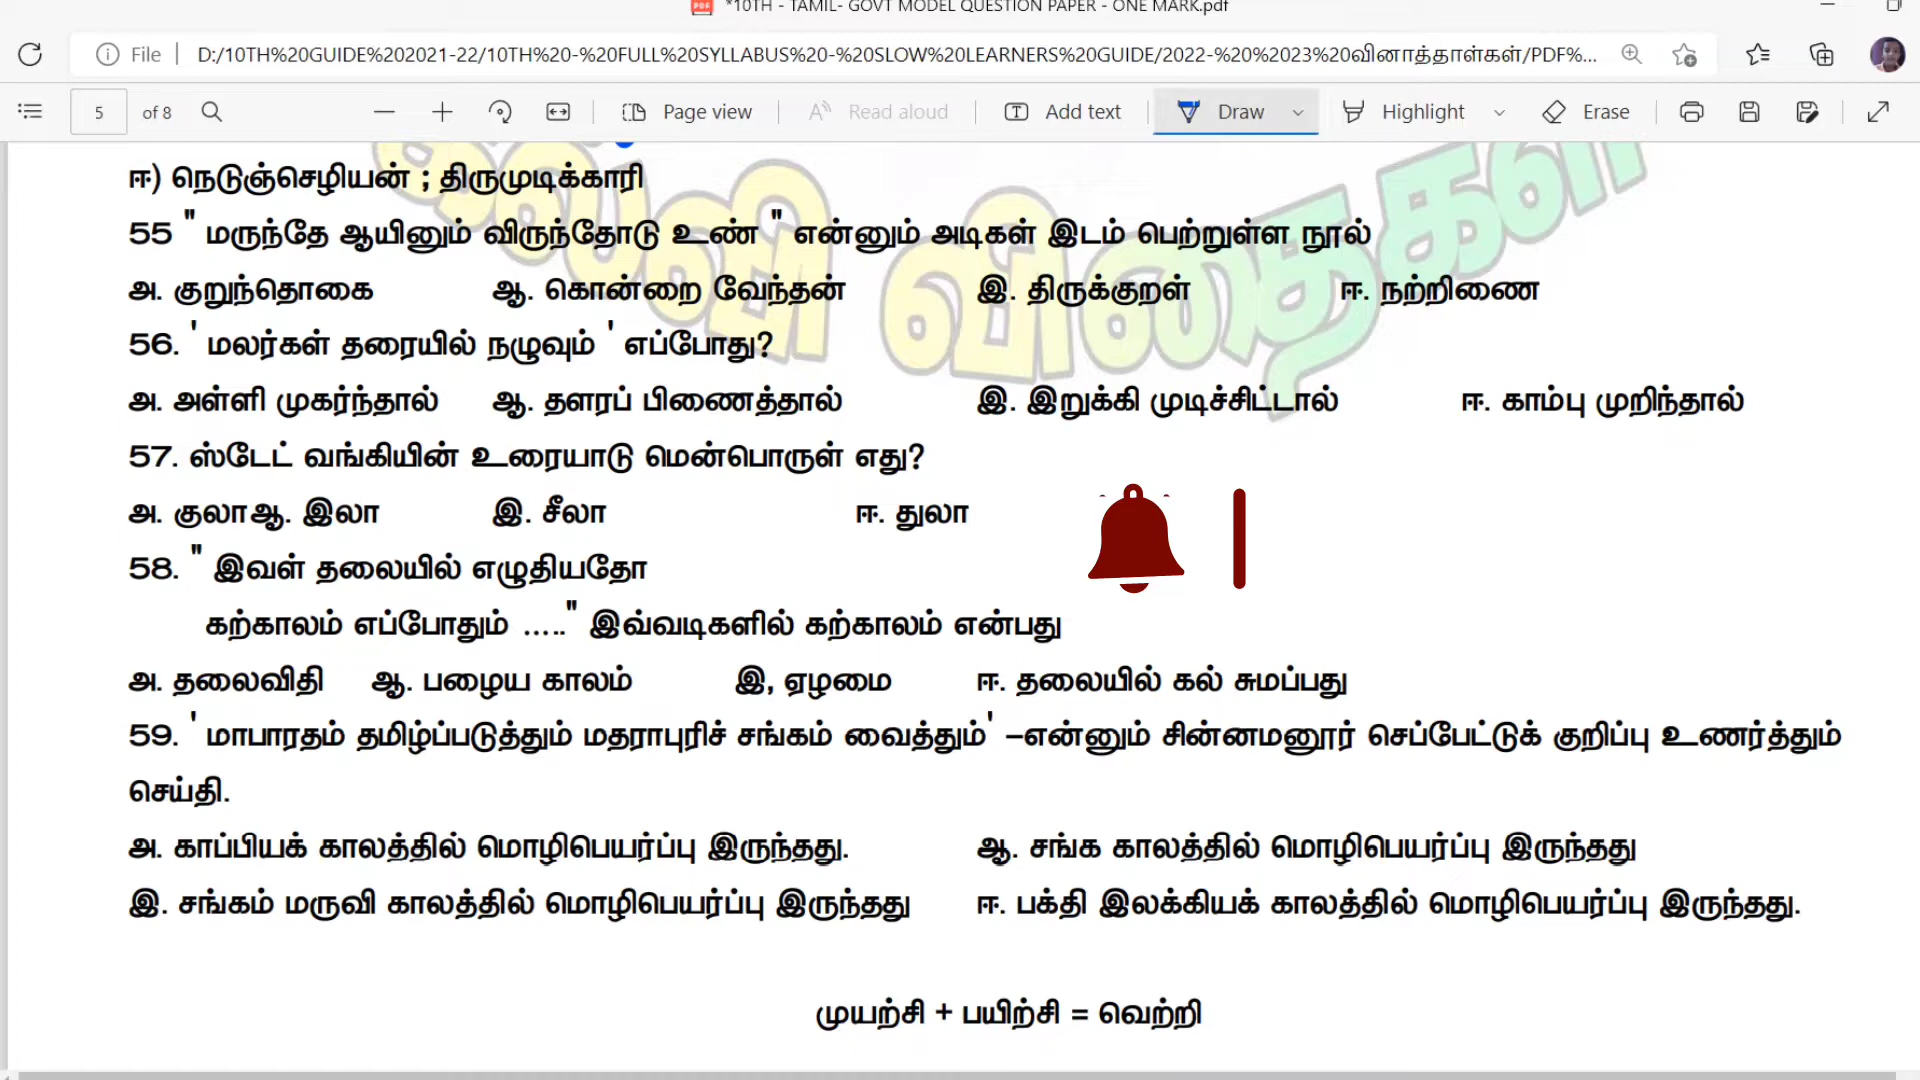 *10TH - TAMIL- GOVT MODEL QUESTION PAPER - ONE MARK.pdf
File D:/10TH%20GUIDE%202021-22/10TH%20-%20FULL%20SYLLABUS%20-%20SLOW%20LEARNERS%20GUIDE/2022-%20%202023%20வினாத்தாள்கள்/PDF%...
5 of 8 Page view Read aloud Add text Draw Highlight Erase
ஈ) நெடுஞ்செழியன் ; திருமுடிக்காரி
55 " மருந்தே ஆயினும் விருந்தோடு உண் " என்னும் அடிகள் இடம் பெற்றுள்ள நூல்
அ. குறுந்தொகை ஆ. கொன்றை வேந்தன் இ. திருக்குறள் ஈ. நற்றிணை
56. ' மலர்கள் தரையில் நழுவும் ' எப்போது?
அ. அள்ளி முகர்ந்தால் ஆ. தளரப் பிணைத்தால் இ. இறுக்கி முடிச்சிட்டால் ஈ. காம்பு முறிந்தால்
57. ஸ்டேட் வங்கியின் உரையாடு மென்பொருள் எது?
அ. குலாஆ. இலா இ. சீலா ஈ. துலா
58. " இவள் தலையில் எழுதியதோ
கற்காலம் எப்போதும் ....." இவ்வடிகளில் கற்காலம் என்பது
அ. தலைவிதி ஆ. பழைய காலம் இ, ஏழமை ஈ. தலையில் கல் சுமப்பது
59. ' மாபாரதம் தமிழ்ப்படுத்தும் மதராபுரிச் சங்கம் வைத்தும்' –என்னும் சின்னமனூர் செப்பேட்டுக் குறிப்பு உணர்த்தும்
செய்தி.
அ. காப்பியக் காலத்தில் மொழிபெயர்ப்பு இருந்தது. ஆ. சங்க காலத்தில் மொழிபெயர்ப்பு இருந்தது
இ. சங்கம் மருவி காலத்தில் மொழிபெயர்ப்பு இருந்தது ஈ. பக்தி இலக்கியக் காலத்தில் மொழிபெயர்ப்பு இருந்தது.
முயற்சி + பயிற்சி = வெற்றி